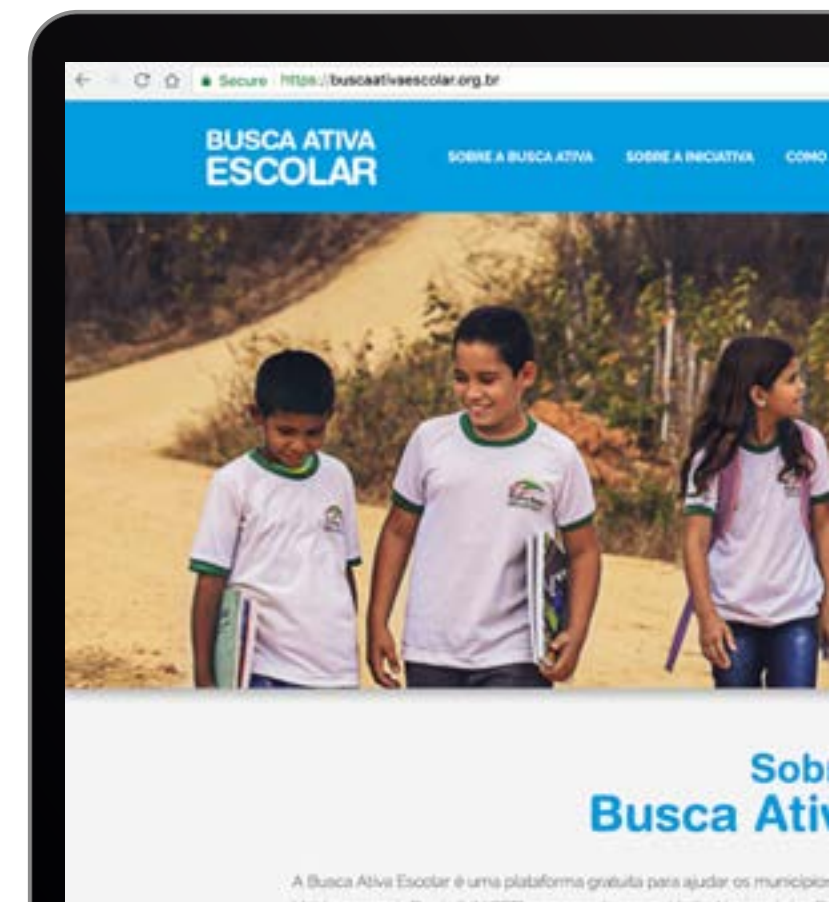 Secure https://buscaativaescolar.org.br
BUSCA ATIVA
ESCOLAR
SOBRE A BUSCA ATIVA SOBRE A INICIATIVA COMO
Sobr
Busca Ativ
A Busca Ativa Escolar é uma plataforma gratuita para ajudar os municípios